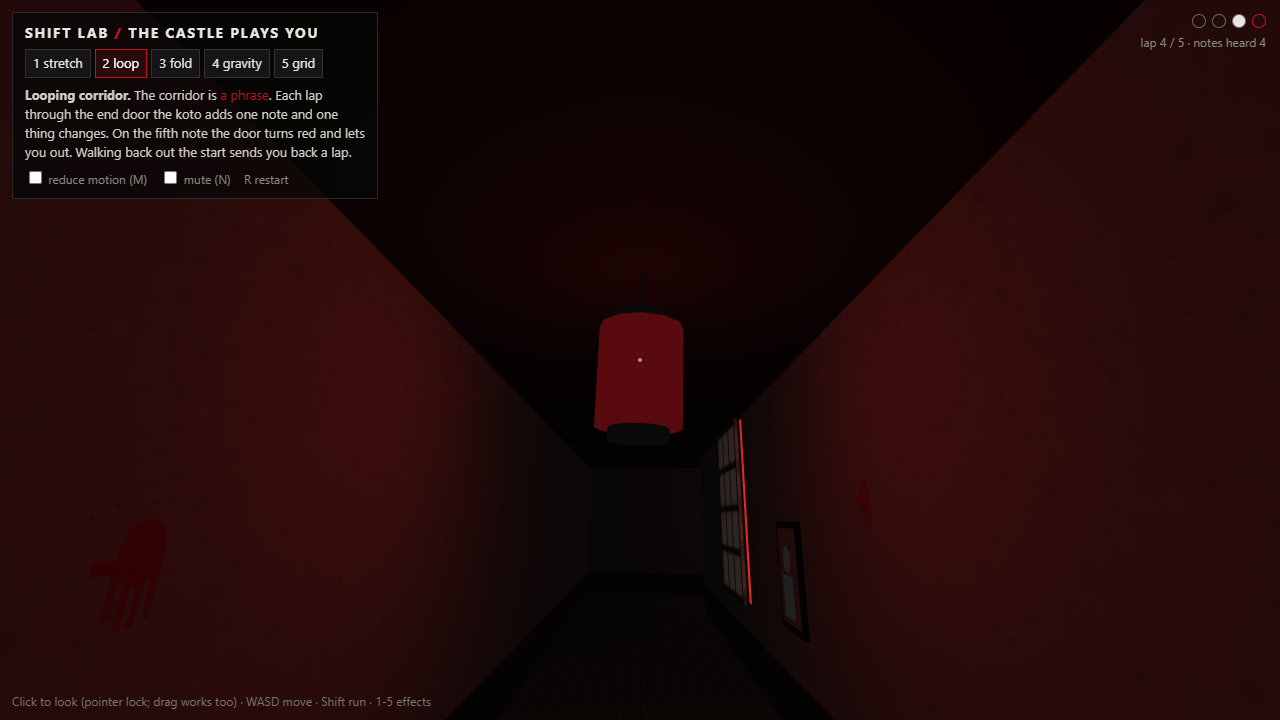 SHIFT LAB / THE CASTLE PLAYS YOU
1 stretch 2 loop 3 fold 4 gravity 5 grid
Looping corridor. The corridor is a phrase. Each lap
through the end door the koto adds one note and one
thing changes. On the fifth note the door turns red and lets
you out. Walking back out the start sends you back a lap.
reduce motion (M) mute (N) R restart
lap 4 / 5 · notes heard 4
Click to look (pointer lock; drag works too) · WASD move · Shift run · 1-5 effects